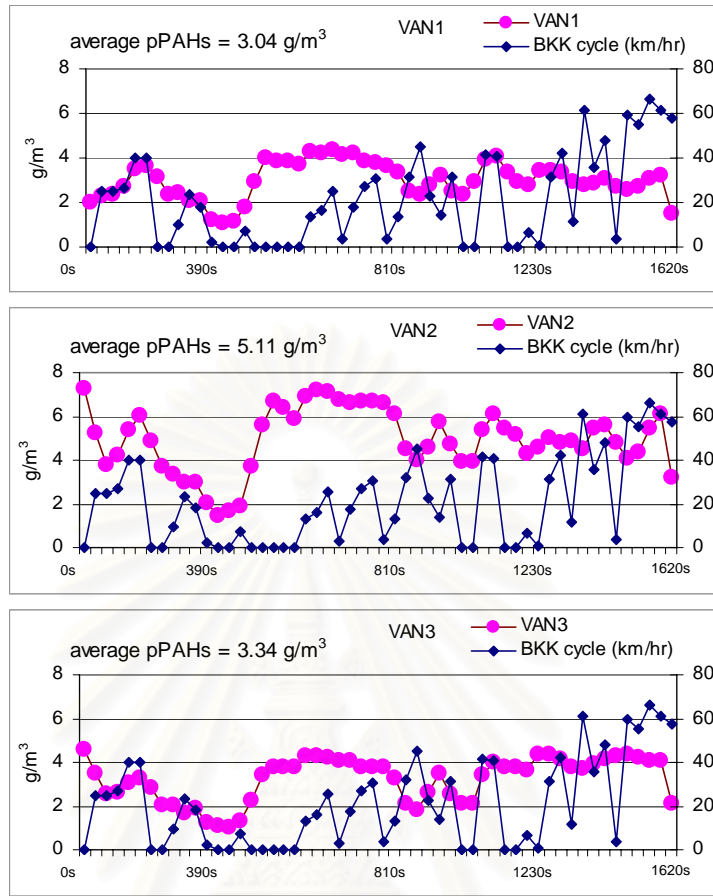 average pPAHs = 3.04 g/m³
VAN1
VAN1
BKK cycle (km/hr)
8 80
6 60
g/m³
4 40
2 20
0 0
0s 390s 810s 1230s 1620s
average pPAHs = 5.11 g/m³
VAN2
VAN2
BKK cycle (km/hr)
8 80
6 60
g/m³
4 40
2 20
0 0
0s 390s 810s 1230s 1620s
average pPAHs = 3.34 g/m³
VAN3
VAN3
BKK cycle (km/hr)
8 80
6 60
g/m³
4 40
2 20
0 0
0s 390s 810s 1230s 1620s